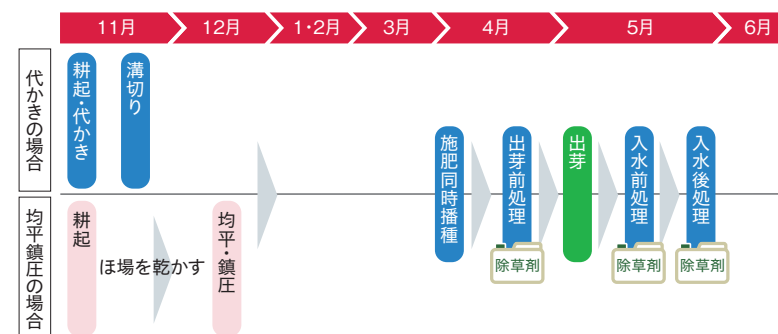 11月
12月
1・2月
3月
4月
5月
6月
代かきの場合
耕起・代かき
溝切り
施肥同時播種
出芽前処理
除草剤
出芽
入水前処理
除草剤
入水後処理
除草剤
均平鎮圧の場合
耕起
ほ場を乾かす
均平・鎮圧